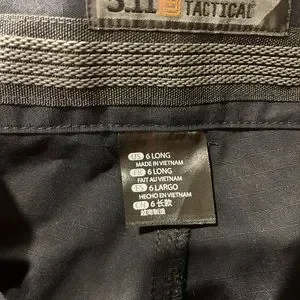 5.11
TACTICAL
US 6 LONG
MADE IN VIETNAM
FR 6 LONG
FAIT AU VIETNAM
ES 6 LARGO
HECHO EN VIETNAM
CN 6 长款
越南制造